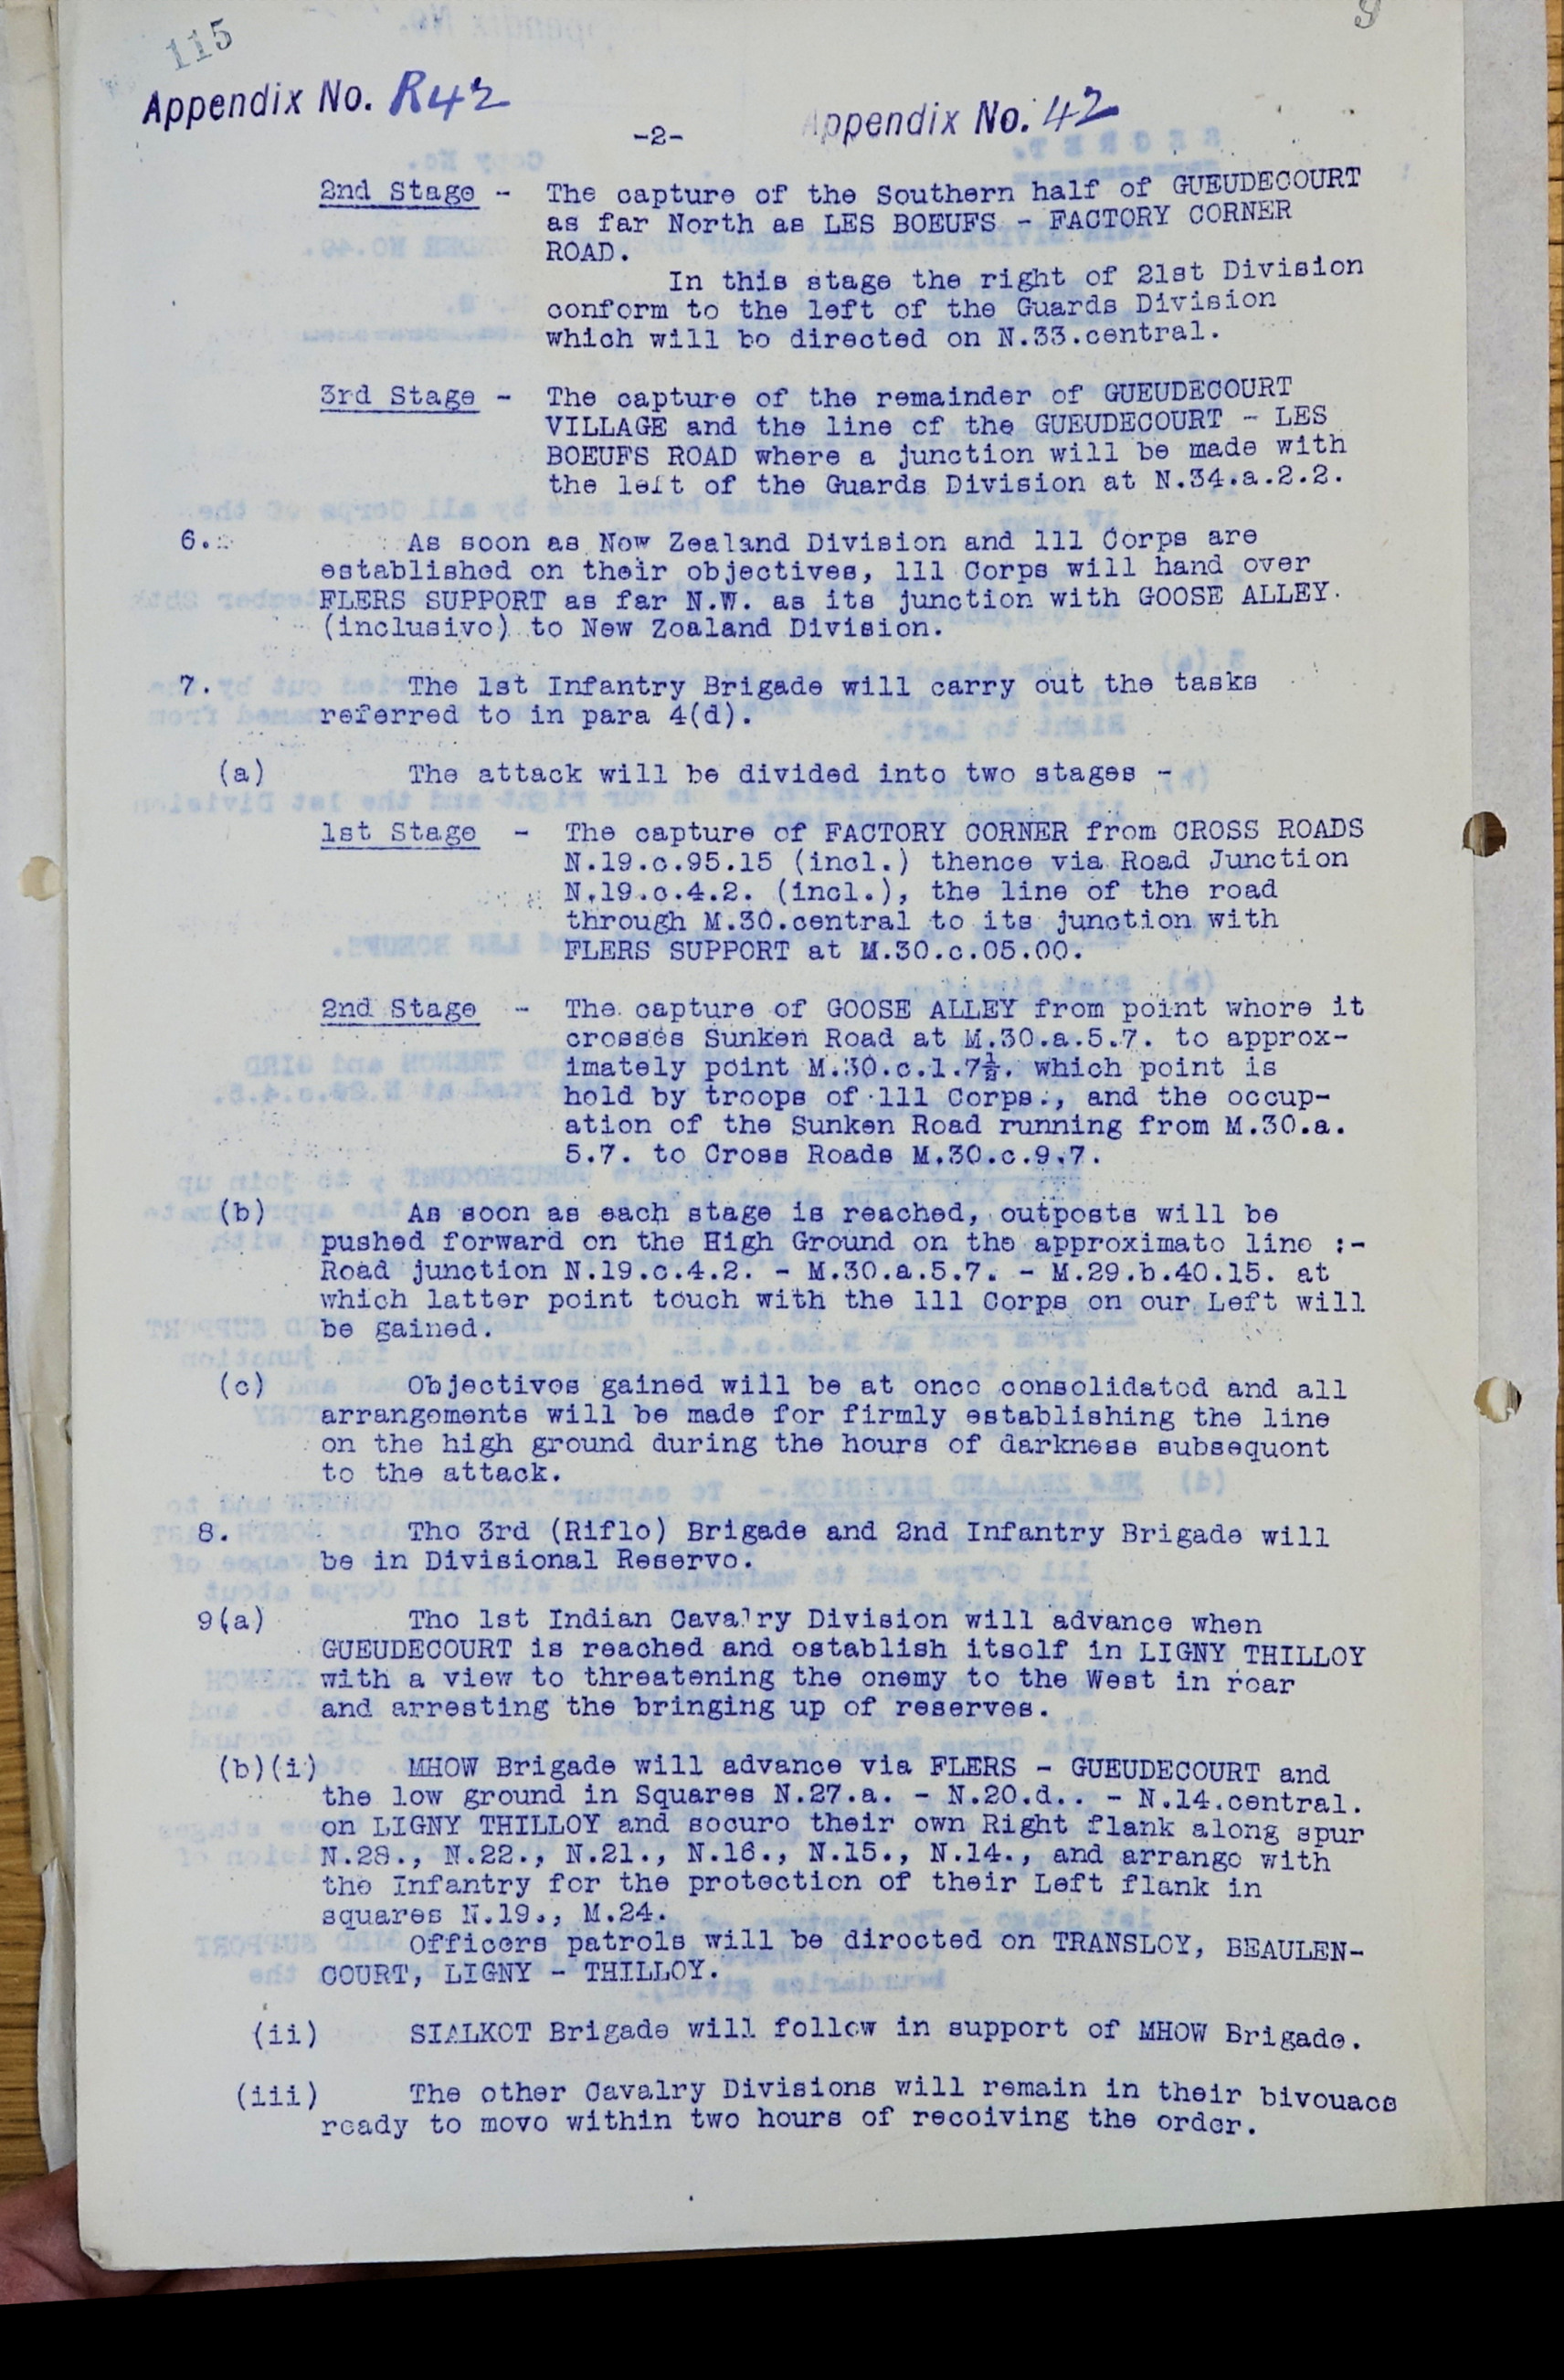 115
9
Appendix No. R42
Appendix No. 42
-2-
2nd Stage - The capture of the Southern half of GUEUDECOURT
as far North as LES BOEUFS - FACTORY CORNER
ROAD.
In this stage the right of 21st Division
conform to the left of the Guards Division
which will be directed on N.33.central.
3rd Stage - The capture of the remainder of GUEUDECOURT
VILLAGE and the line of the GUEUDECOURT - LES
BOEUFS ROAD where a junction will be made with
the left of the Guards Division at N.34.a.2.2.
6. As soon as New Zealand Division and 111 Corps are
established on their objectives, 111 Corps will hand over
FLERS SUPPORT as far N.W. as its junction with GOOSE ALLEY.
(inclusive) to New Zealand Division.
7. The 1st Infantry Brigade will carry out the tasks
referred to in para 4(d).
(a) The attack will be divided into two stages -
1st Stage - The capture of FACTORY CORNER from CROSS ROADS
N.19.c.95.15 (incl.) thence via Road Junction
N.19.c.4.2. (incl.), the line of the road
through M.30.central to its junction with
FLERS SUPPORT at M.30.c.05.00.
2nd Stage - The capture of GOOSE ALLEY from point where it
crosses Sunken Road at M.30.a.5.7. to approx-
imately point M.30.c.1.7½. which point is
held by troops of 111 Corps., and the occup-
ation of the Sunken Road running from M.30.a.
5.7. to Cross Roads M.30.c.9.7.
(b) As soon as each stage is reached, outposts will be
pushed forward on the High Ground on the approximate line :-
Road junction N.19.c.4.2. - M.30.a.5.7. - M.29.b.40.15. at
which latter point touch with the 111 Corps on our Left will
be gained.
(c) Objectives gained will be at once consolidated and all
arrangements will be made for firmly establishing the line
on the high ground during the hours of darkness subsequent
to the attack.
8. The 3rd (Rifle) Brigade and 2nd Infantry Brigade will
be in Divisional Reserve.
9(a) The 1st Indian Cavalry Division will advance when
GUEUDECOURT is reached and establish itself in LIGNY THILLOY
with a view to threatening the enemy to the West in rear
and arresting the bringing up of reserves.
(b)(i) MHOW Brigade will advance via FLERS - GUEUDECOURT and
the low ground in Squares N.27.a. - N.20.d.. - N.14.central.
on LIGNY THILLOY and secure their own Right flank along spur
N.28., N.22., N.21., N.16., N.15., N.14., and arrange with
the Infantry for the protection of their Left flank in
squares N.19., M.24.
Officers patrols will be directed on TRANSLOY, BEAULEN-
COURT, LIGNY - THILLOY.
(ii) SIALKOT Brigade will follow in support of MHOW Brigade.
(iii) The other Cavalry Divisions will remain in their bivouacs
ready to move within two hours of receiving the order.